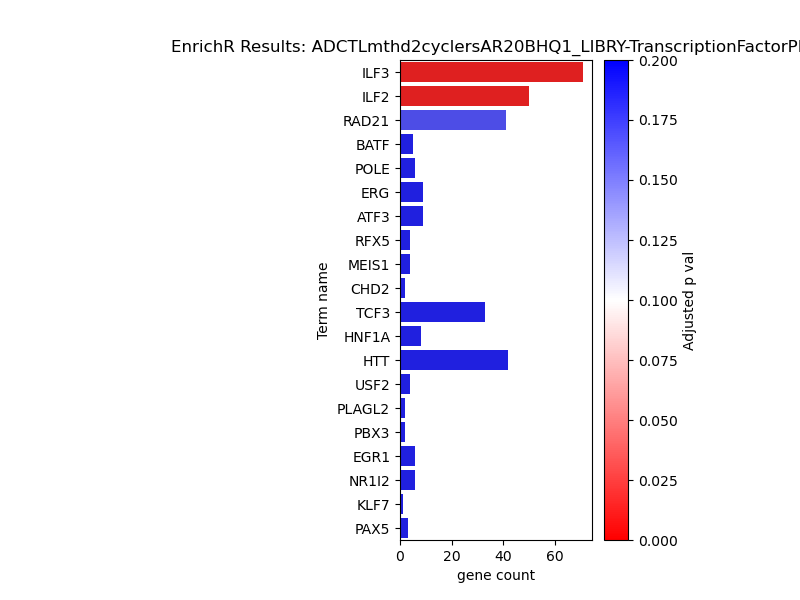 EnrichR Results: ADCTLmthd2cyclersAR20BHQ1_LIBRY-TranscriptionFactorP
ILF3
ILF2
RAD21
BATF
POLE
ERG
ATF3
RFX5
MEIS1
CHD2
TCF3
HNF1A
HTT
USF2
PLAGL2
PBX3
EGR1
NR1I2
KLF7
PAX5
Term name
0 20 40 60
gene count
0.200
0.175
0.150
0.125
0.100
0.075
0.050
0.025
0.000
Adjusted p val